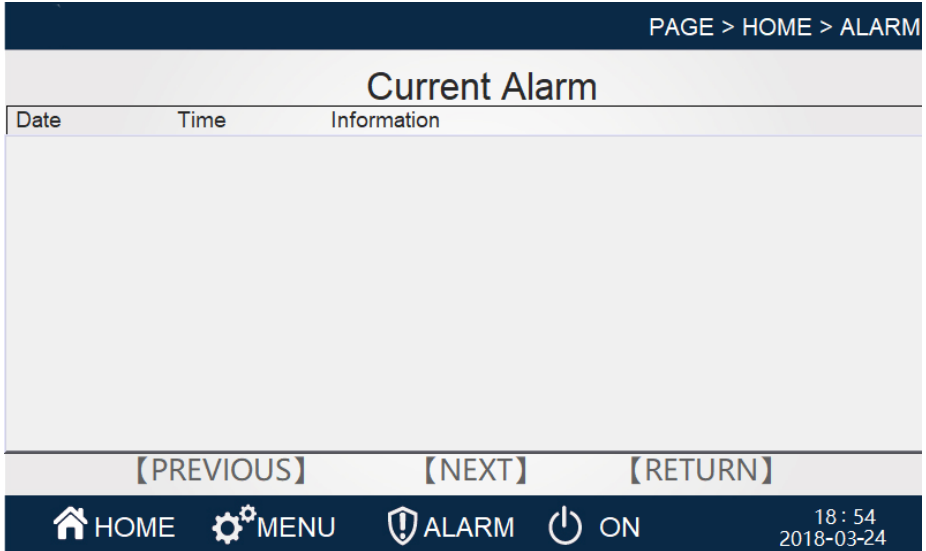 PAGE > HOME > ALARM
Current Alarm
Date Time Information
【PREVIOUS】 【NEXT】 【RETURN】
HOME MENU ALARM ON 18:54
2018-03-24